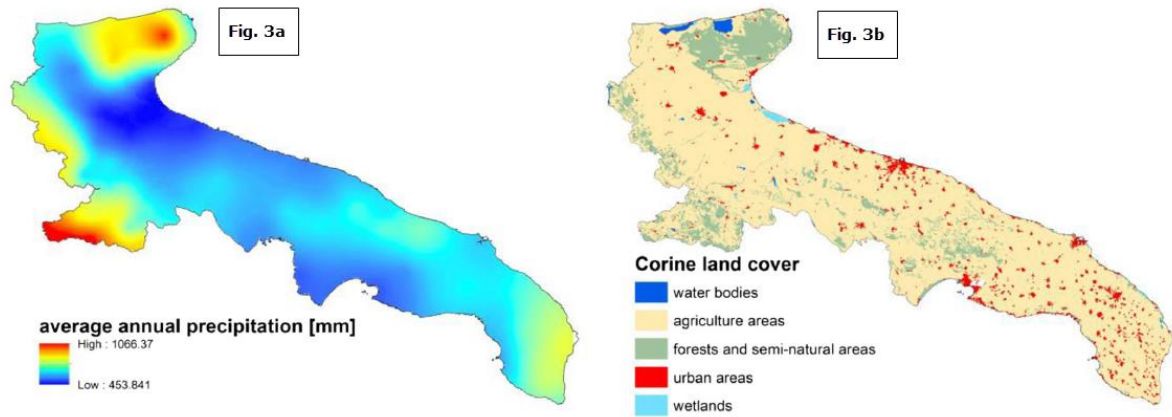 Fig. 3a
average annual precipitation [mm]
High : 1066.37
Low : 453.841
Fig. 3b
Corine land cover
water bodies
agriculture areas
forests and semi-natural areas
urban areas
wetlands